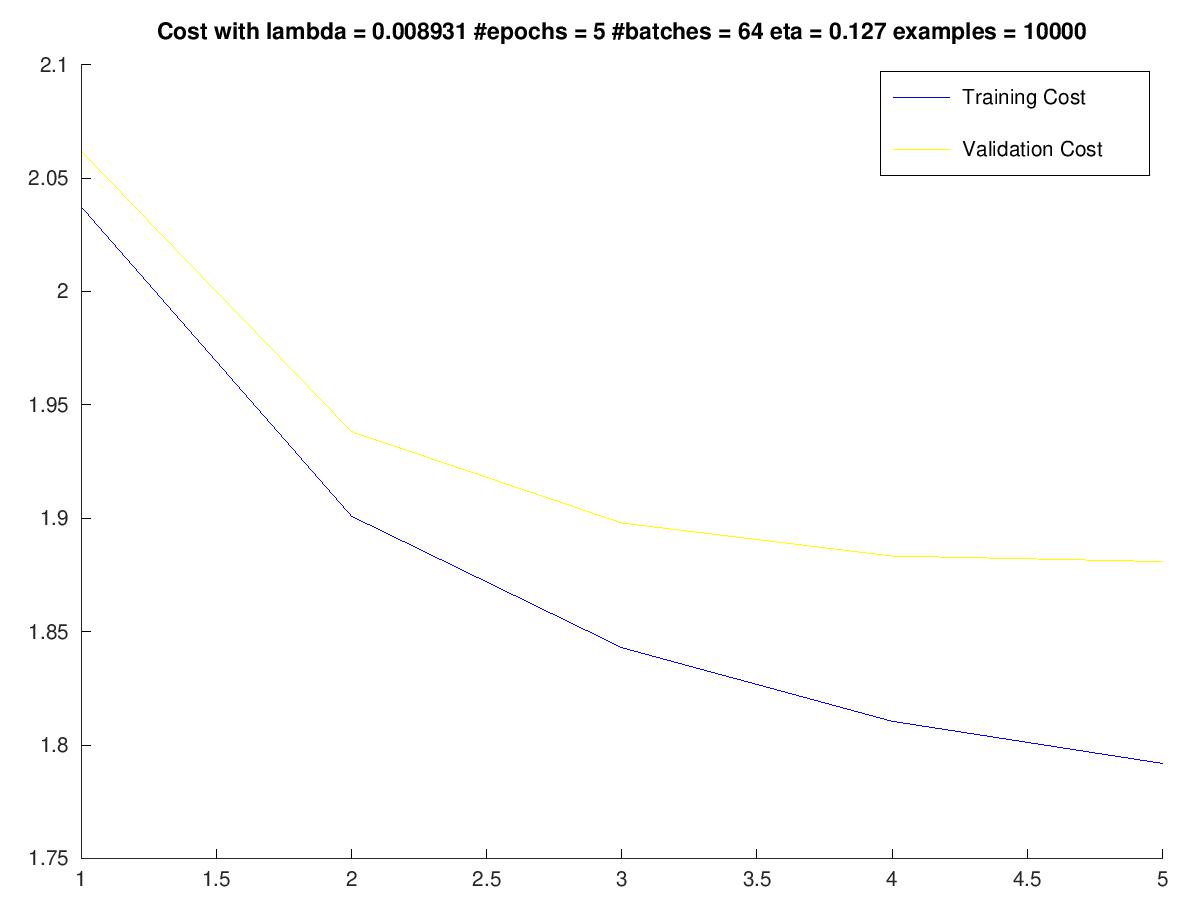 Cost with lambda = 0.008931 #epochs = 5 #batches = 64 eta = 0.127 examples = 10000
2.1
Training Cost
Validation Cost
2.05
2
1.95
1.9
1.85
1.8
1.75
1 1.5 2 2.5 3 3.5 4 4.5 5